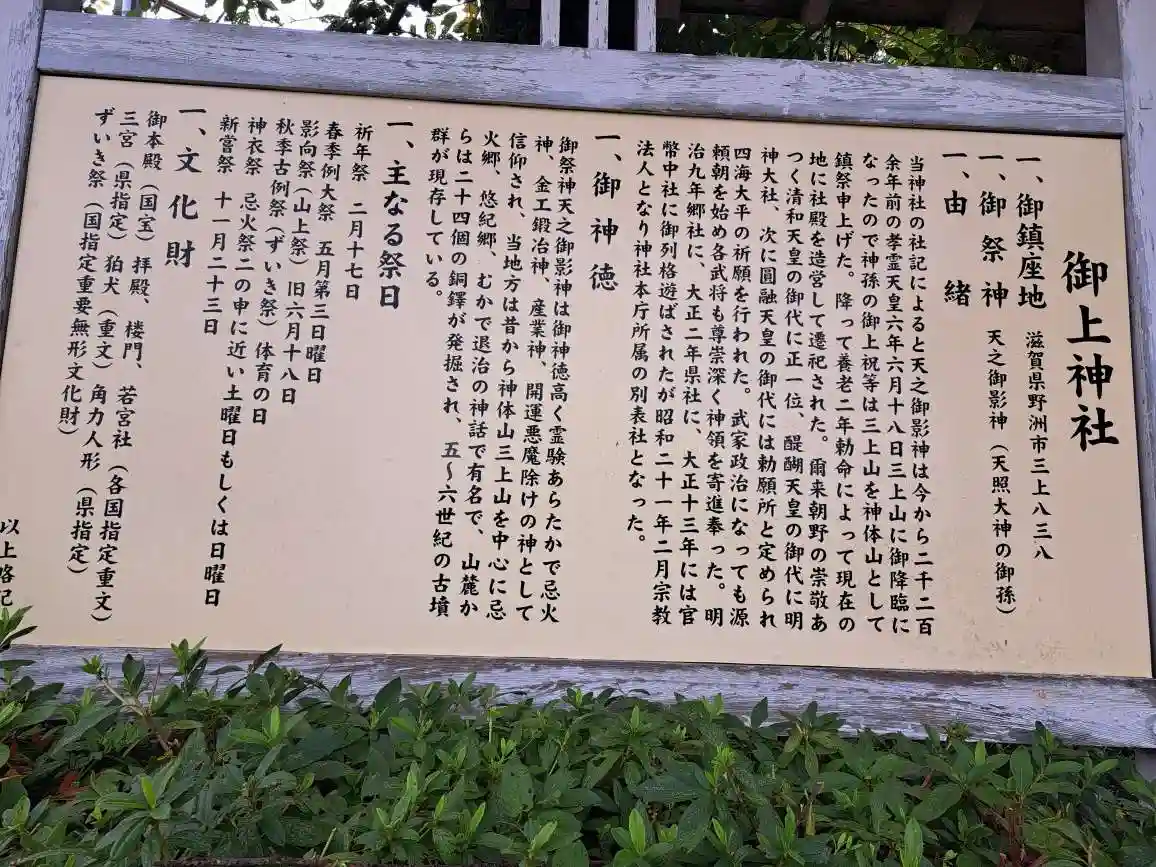 御上神社
一、御鎮座地　滋賀県野洲市三上八三八
一、御祭神　天之御影神（天照大神の御孫）
一、由緒
当神社の社記によると天之御影神は今から二千二百
余年前の孝霊天皇六年六月十八日三上山に御降臨に
なったので神孫の御上祝等は三上山を神体山として
鎮祭申上げた。降って養老二年勅命によって現在の
地に社殿を造営して遷祀された。爾来朝野の崇敬あ
つく清和天皇の御代に正一位、醍醐天皇の御代に明
神大社、次に圓融天皇の御代には勅願所と定められ
四海大平の祈願を行われた。武家政治になっても源
頼朝を始め各武将も尊崇深く神領を寄進奉った。明
治九年郷社に、大正二年県社に、大正十三年には官
幣中社に御列格遊ばされたが昭和二十一年二月宗教
法人となり神社本庁所属の別表社となった。
一、御神徳
御祭神天之御影神は御神徳高く霊験あらたかで忌火
神、金工鍛冶神、産業神、開運悪魔除けの神として
信仰され、当地方は昔から神体山三上山を中心に忌
火郷、悠紀郷、むかで退治の神話で有名で、山麓か
らは二十四個の銅鐸が発掘され、五〜六世紀の古墳
群が現存している。
一、主なる祭日
祈年祭　二月十七日
春季例大祭　五月第三日曜日
影向祭（山上祭）旧六月十八日
秋季古例祭（ずいき祭）体育の日
神衣祭　忌火祭二の申に近い土曜日もしくは日曜日
新嘗祭　十一月二十三日
一、文化財
御本殿（国宝）拝殿、楼門、若宮社（各国指定重文）
三宮（県指定）狛犬（重文）角力人形（県指定）
ずいき祭（国指定重要無形文化財）
以上略記